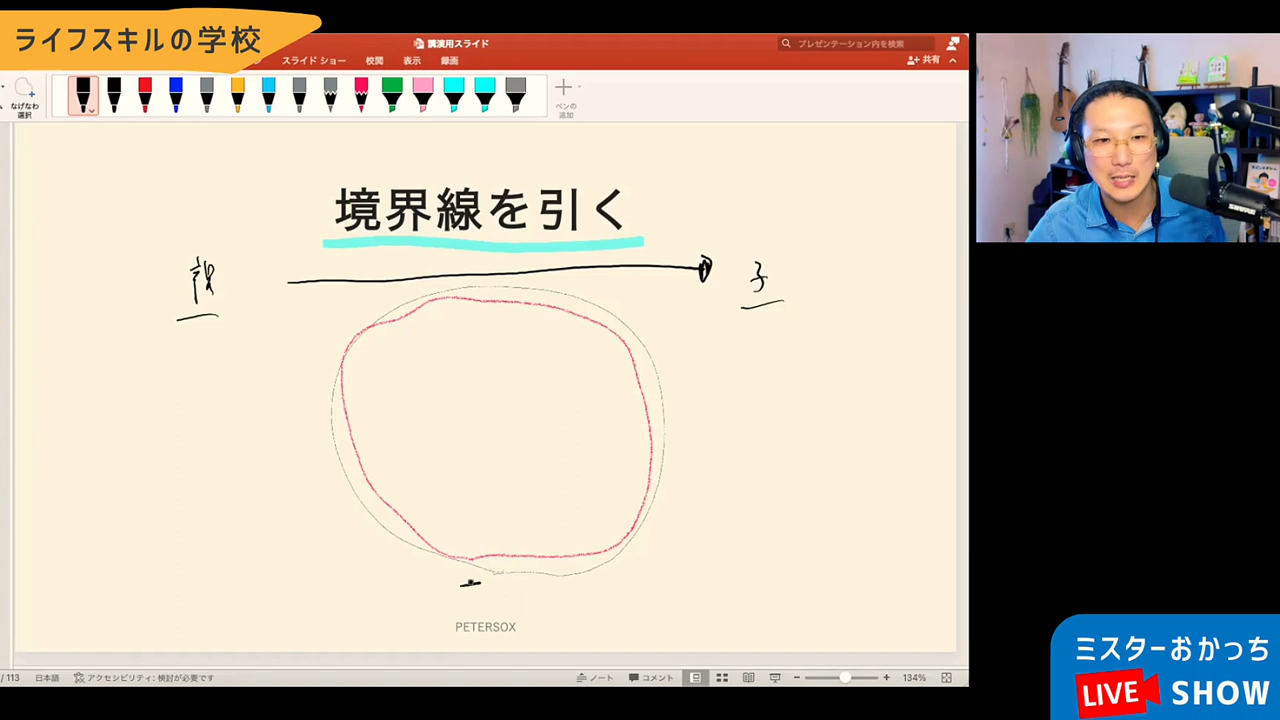 ライフスキルの学校
講演用スライド
プレゼンテーション内を検索
スライド ショー
校閲
表示
録画
共有
なげなわ
選択
ペンの
追加
境界線を引く
子
PETERSOX
/ 113
日本語
アクセシビリティ: 検討が必要です
ノート
コメント
134%
SHURE
ミスターおかっち
LIVE SHOW